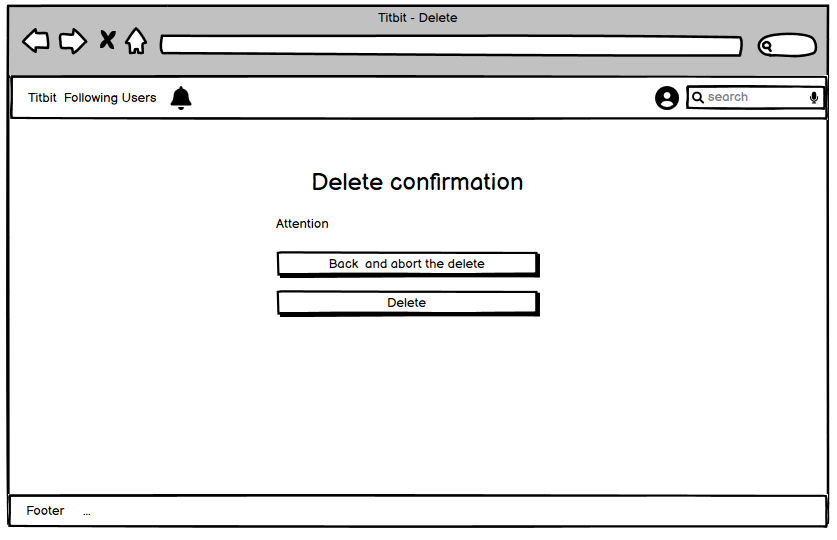 Titbit - Delete
Titbit Following Users search
Delete confirmation
Attention
Back and abort the delete
Delete
Footer ...